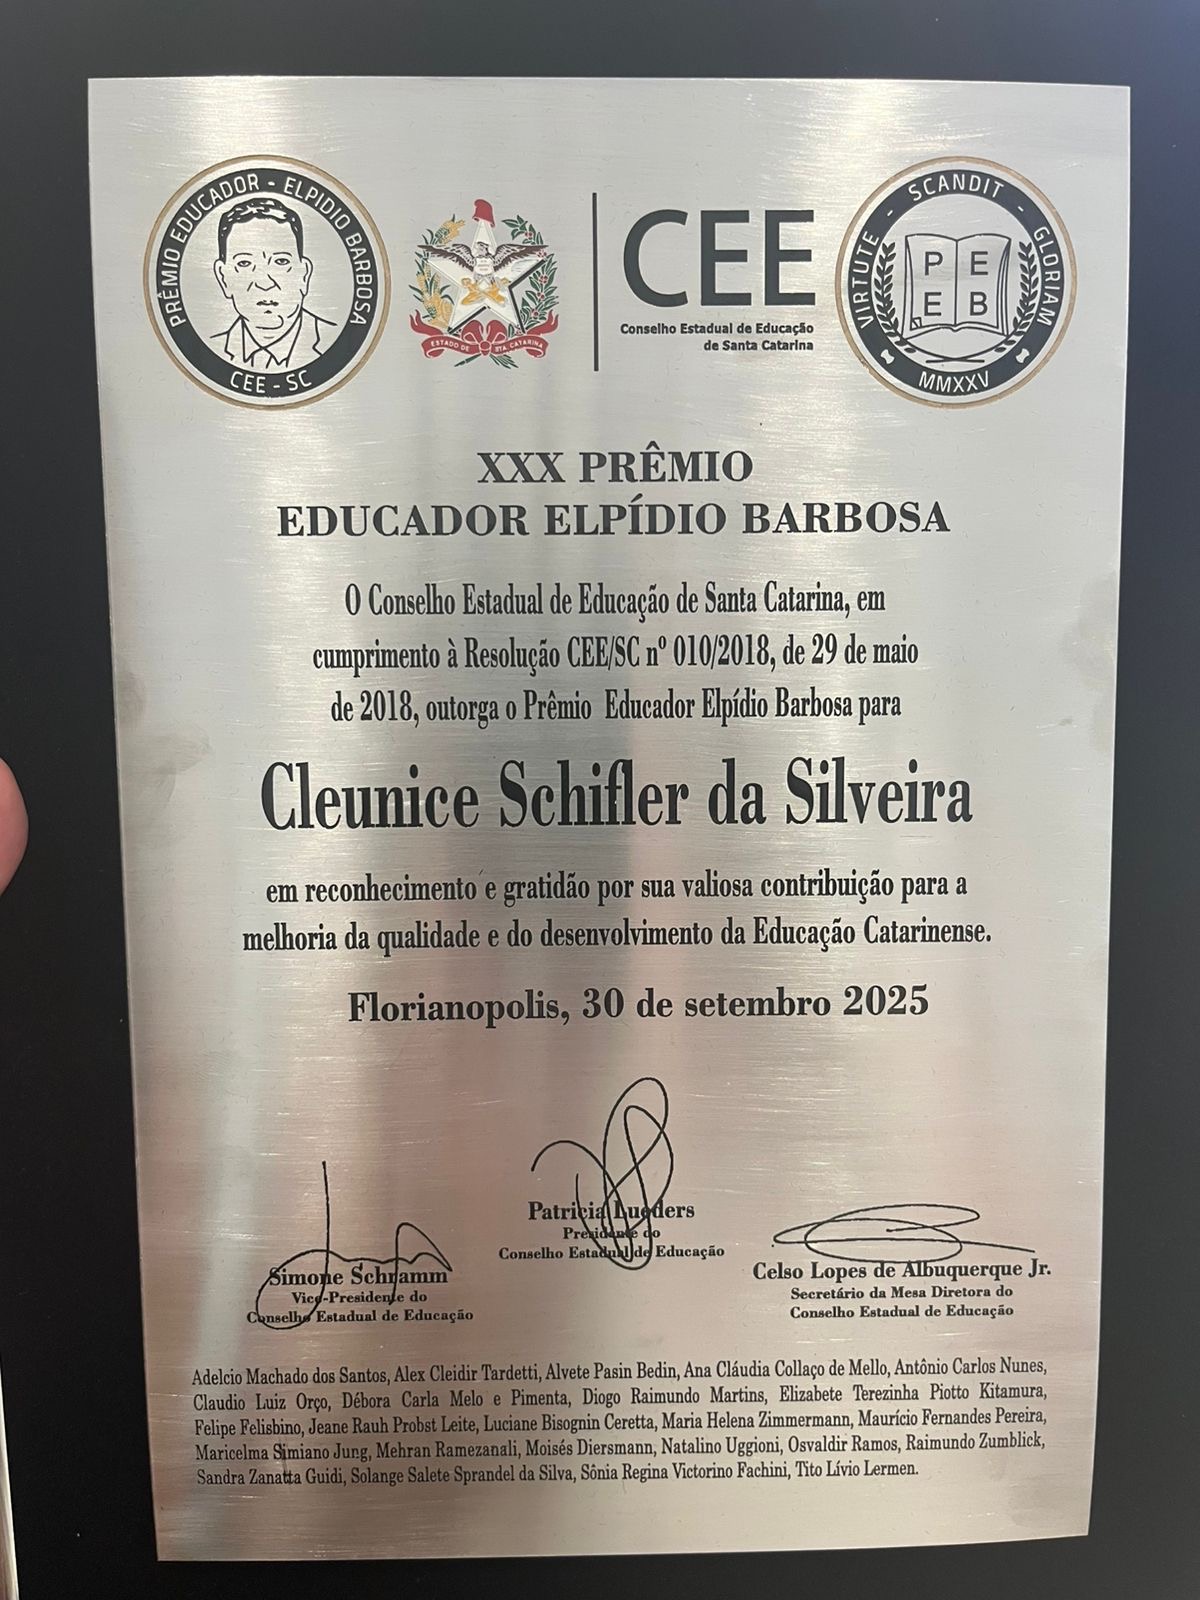 PRÊMIO EDUCADOR - ELPIDIO BARBOSA
CEE - SC
ESTADO DE STA. CATARINA
CEE
Conselho Estadual de Educação
de Santa Catarina
VIRTUTE - SCANDIT - GLORIAM
P E
E B
MMXXV
XXX PRÊMIO
EDUCADOR ELPÍDIO BARBOSA
O Conselho Estadual de Educação de Santa Catarina, em
cumprimento à Resolução CEE/SC nº 010/2018, de 29 de maio
de 2018, outorga o Prêmio Educador Elpídio Barbosa para
Cleunice Schifler da Silveira
em reconhecimento e gratidão por sua valiosa contribuição para a
melhoria da qualidade e do desenvolvimento da Educação Catarinense.
Florianopolis, 30 de setembro 2025
Patricia Lueders
Presidente do
Conselho Estadual de Educação
Simone Schramm
Vice-Presidente do
Conselho Estadual de Educação
Celso Lopes de Albuquerque Jr.
Secretário da Mesa Diretora do
Conselho Estadual de Educação
Adelcio Machado dos Santos, Alex Cleidir Tardetti, Alvete Pasin Bedin, Ana Cláudia Collaço de Mello, Antônio Carlos Nunes,
Claudio Luiz Orço, Débora Carla Melo e Pimenta, Diogo Raimundo Martins, Elizabete Terezinha Piotto Kitamura,
Felipe Felisbino, Jeane Rauh Probst Leite, Luciane Bisognin Ceretta, Maria Helena Zimmermann, Maurício Fernandes Pereira,
Maricelma Simiano Jung, Mehran Ramezanali, Moisés Diersmann, Natalino Uggioni, Osvaldir Ramos, Raimundo Zumblick,
Sandra Zanatta Guidi, Solange Salete Sprandel da Silva, Sônia Regina Victorino Fachini, Tito Lívio Lermen.